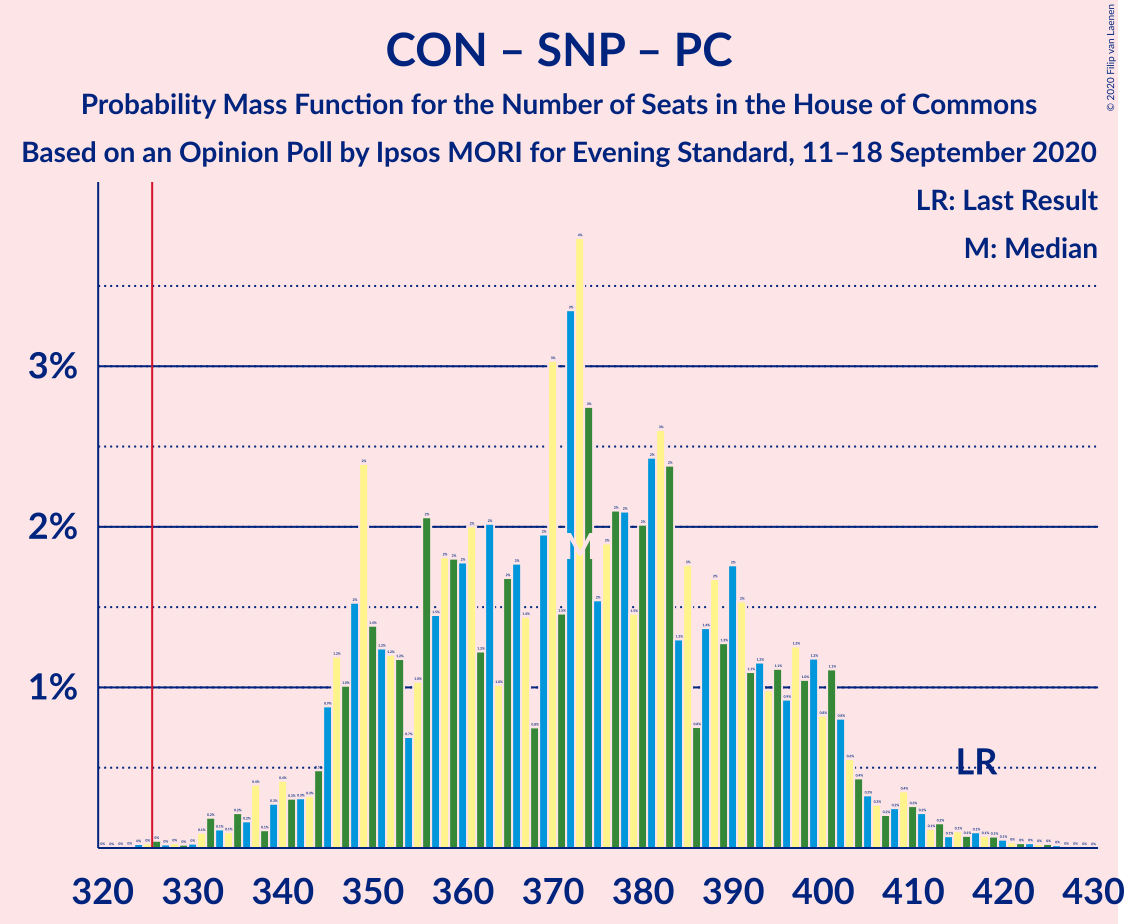 CON – SNP – PC
Probability Mass Function for the Number of Seats in the House of Commons
Based on an Opinion Poll by Ipsos MORI for Evening Standard, 11–18 September 2020
© 2020 Filip van Laenen
LR: Last Result
M: Median
3%
2%
1%
M
LR
320 330 340 350 360 370 380 390 400 410 420 430